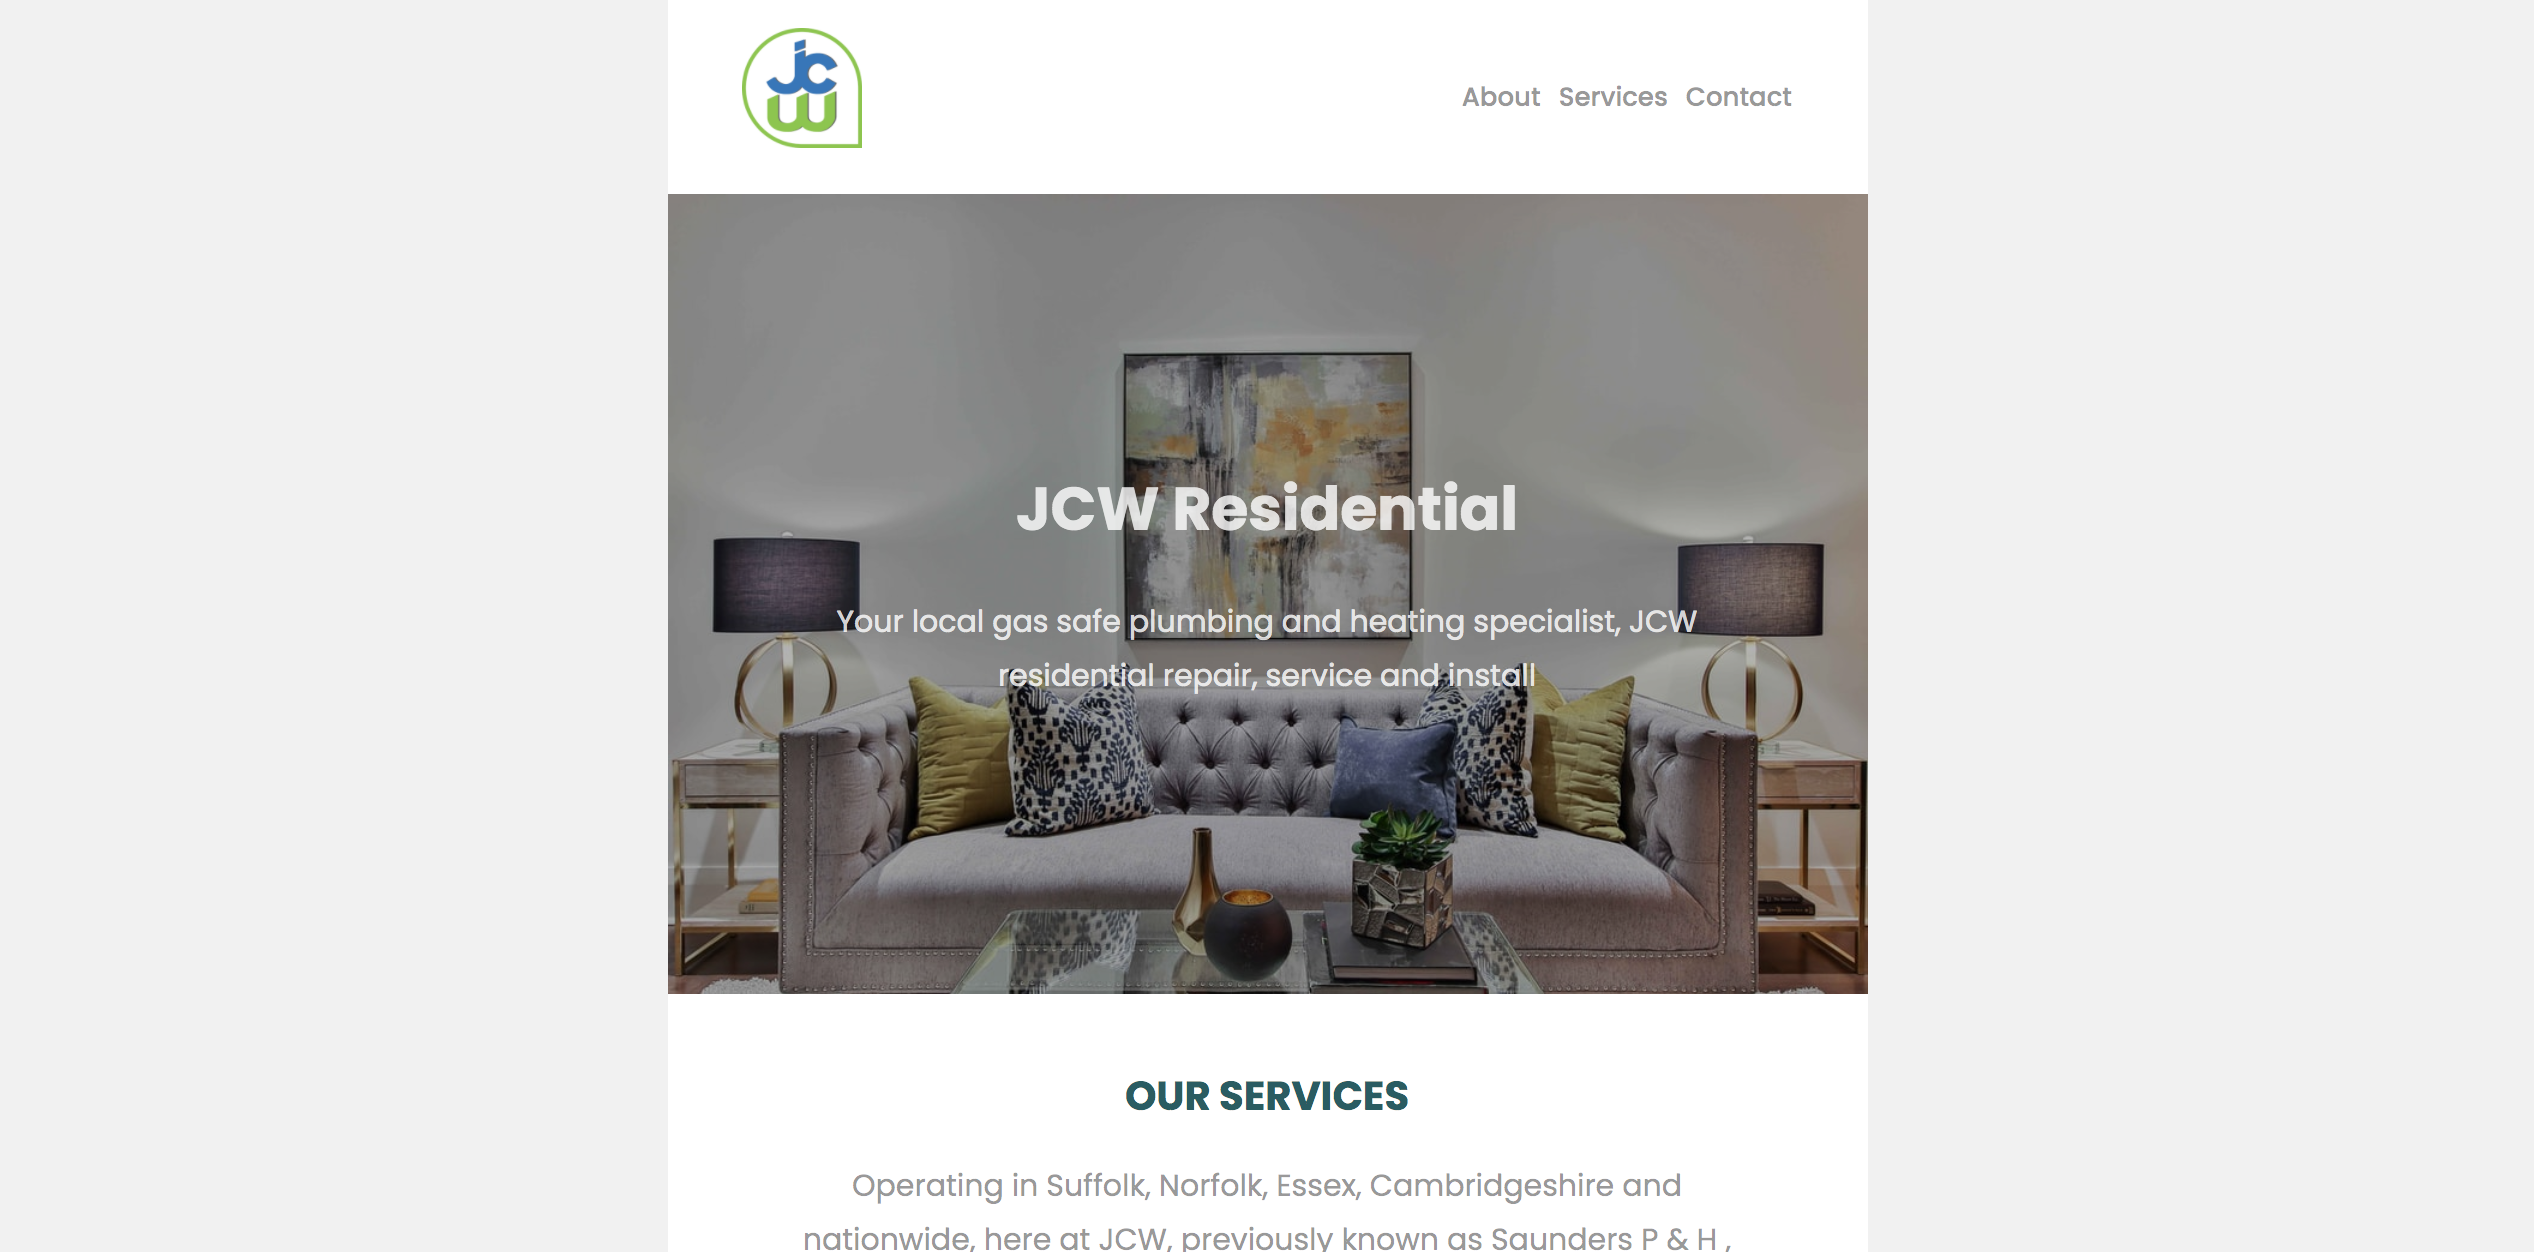 jcw
About Services Contact
JCW Residential
Your local gas safe plumbing and heating specialist, JCW
residential repair, service and install
OUR SERVICES
Operating in Suffolk, Norfolk, Essex, Cambridgeshire and
nationwide, here at JCW, previously known as Saunders P & H ,